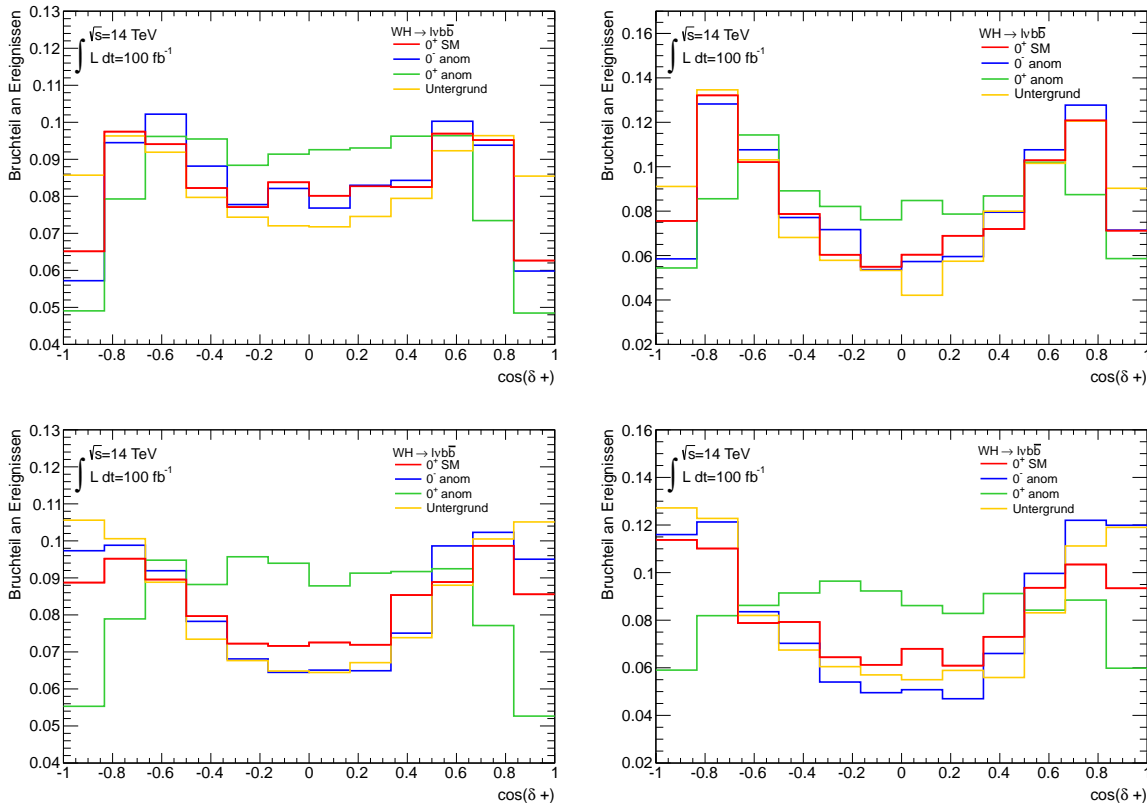 0.13
0.12
0.11
0.1
0.09
0.08
0.07
0.06
0.05
0.04
Bruchteil an Ereignissen
√s=14 TeV
∫ L dt=100 fb⁻¹
WH → lνbb̅
0⁺ SM
0⁻ anom
0⁺ anom
Untergrund
-1 -0.8 -0.6 -0.4 -0.2 0 0.2 0.4 0.6 0.8 1
cos(δ +)
0.16
0.14
0.12
0.1
0.08
0.06
0.04
0.02
Bruchteil an Ereignissen
√s=14 TeV
∫ L dt=100 fb⁻¹
WH → lνbb̅
0⁺ SM
0⁻ anom
0⁺ anom
Untergrund
-1 -0.8 -0.6 -0.4 -0.2 0 0.2 0.4 0.6 0.8 1
cos(δ +)
0.13
0.12
0.11
0.1
0.09
0.08
0.07
0.06
0.05
0.04
Bruchteil an Ereignissen
√s=14 TeV
∫ L dt=100 fb⁻¹
WH → lνbb̅
0⁺ SM
0⁻ anom
0⁺ anom
Untergrund
-1 -0.8 -0.6 -0.4 -0.2 0 0.2 0.4 0.6 0.8 1
cos(δ +)
0.16
0.14
0.12
0.1
0.08
0.06
0.04
0.02
Bruchteil an Ereignissen
√s=14 TeV
∫ L dt=100 fb⁻¹
WH → lνbb̅
0⁺ SM
0⁻ anom
0⁺ anom
Untergrund
-1 -0.8 -0.6 -0.4 -0.2 0 0.2 0.4 0.6 0.8 1
cos(δ +)